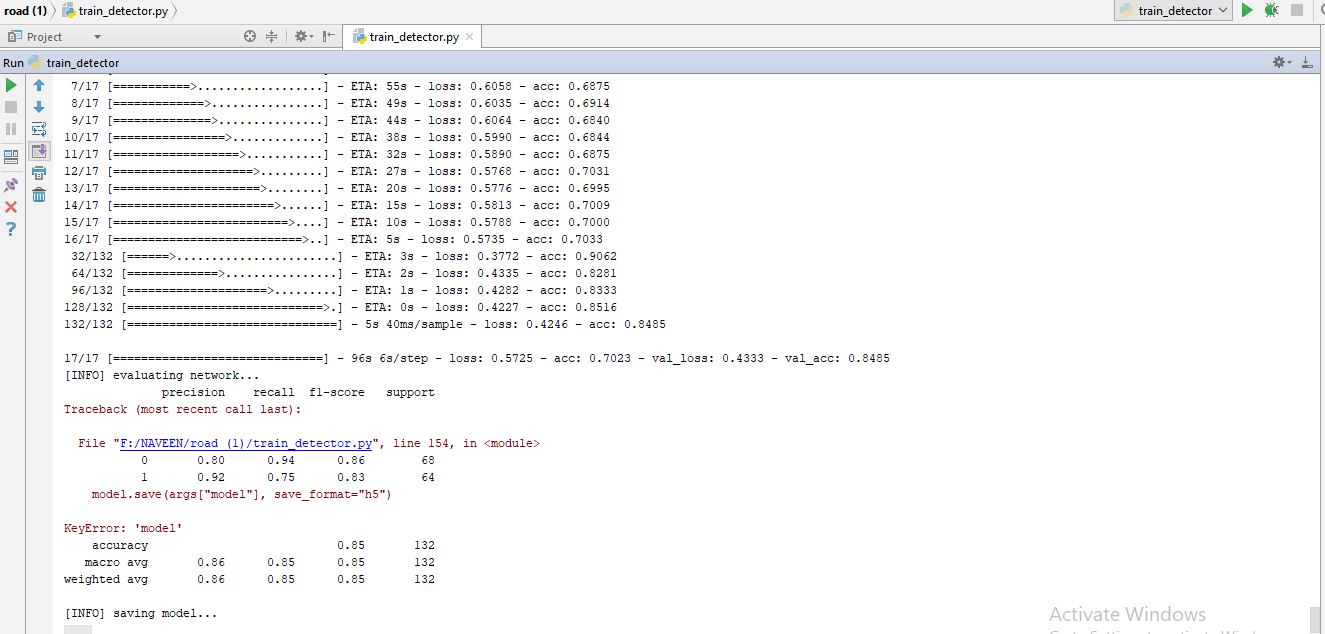 road (1) train_detector.py train_detector
Project train_detector.py
Run train_detector
7/17 [===========>..................] - ETA: 55s - loss: 0.6058 - acc: 0.6875
8/17 [=============>................] - ETA: 49s - loss: 0.6035 - acc: 0.6914
9/17 [==============>...............] - ETA: 44s - loss: 0.6064 - acc: 0.6840
10/17 [================>.............] - ETA: 38s - loss: 0.5990 - acc: 0.6844
11/17 [==================>...........] - ETA: 32s - loss: 0.5890 - acc: 0.6875
12/17 [====================>.........] - ETA: 27s - loss: 0.5768 - acc: 0.7031
13/17 [=====================>........] - ETA: 20s - loss: 0.5776 - acc: 0.6995
14/17 [=======================>......] - ETA: 15s - loss: 0.5813 - acc: 0.7009
15/17 [=========================>....] - ETA: 10s - loss: 0.5788 - acc: 0.7000
16/17 [===========================>..] - ETA: 5s - loss: 0.5735 - acc: 0.7033
32/132 [======>.......................] - ETA: 3s - loss: 0.3772 - acc: 0.9062
64/132 [=============>................] - ETA: 2s - loss: 0.4335 - acc: 0.8281
96/132 [====================>.........] - ETA: 1s - loss: 0.4282 - acc: 0.8333
128/132 [============================>.] - ETA: 0s - loss: 0.4227 - acc: 0.8516
132/132 [==============================] - 5s 40ms/sample - loss: 0.4246 - acc: 0.8485
17/17 [==============================] - 96s 6s/step - loss: 0.5725 - acc: 0.7023 - val_loss: 0.4333 - val_acc: 0.8485
[INFO] evaluating network...
precision recall f1-score support
Traceback (most recent call last):
File "F:/NAVEEN/road (1)/train_detector.py", line 154, in <module>
0 0.80 0.94 0.86 68
1 0.92 0.75 0.83 64
model.save(args["model"], save_format="h5")
KeyError: 'model'
accuracy 0.85 132
macro avg 0.86 0.85 0.85 132
weighted avg 0.86 0.85 0.85 132
[INFO] saving model...
Activate Windows